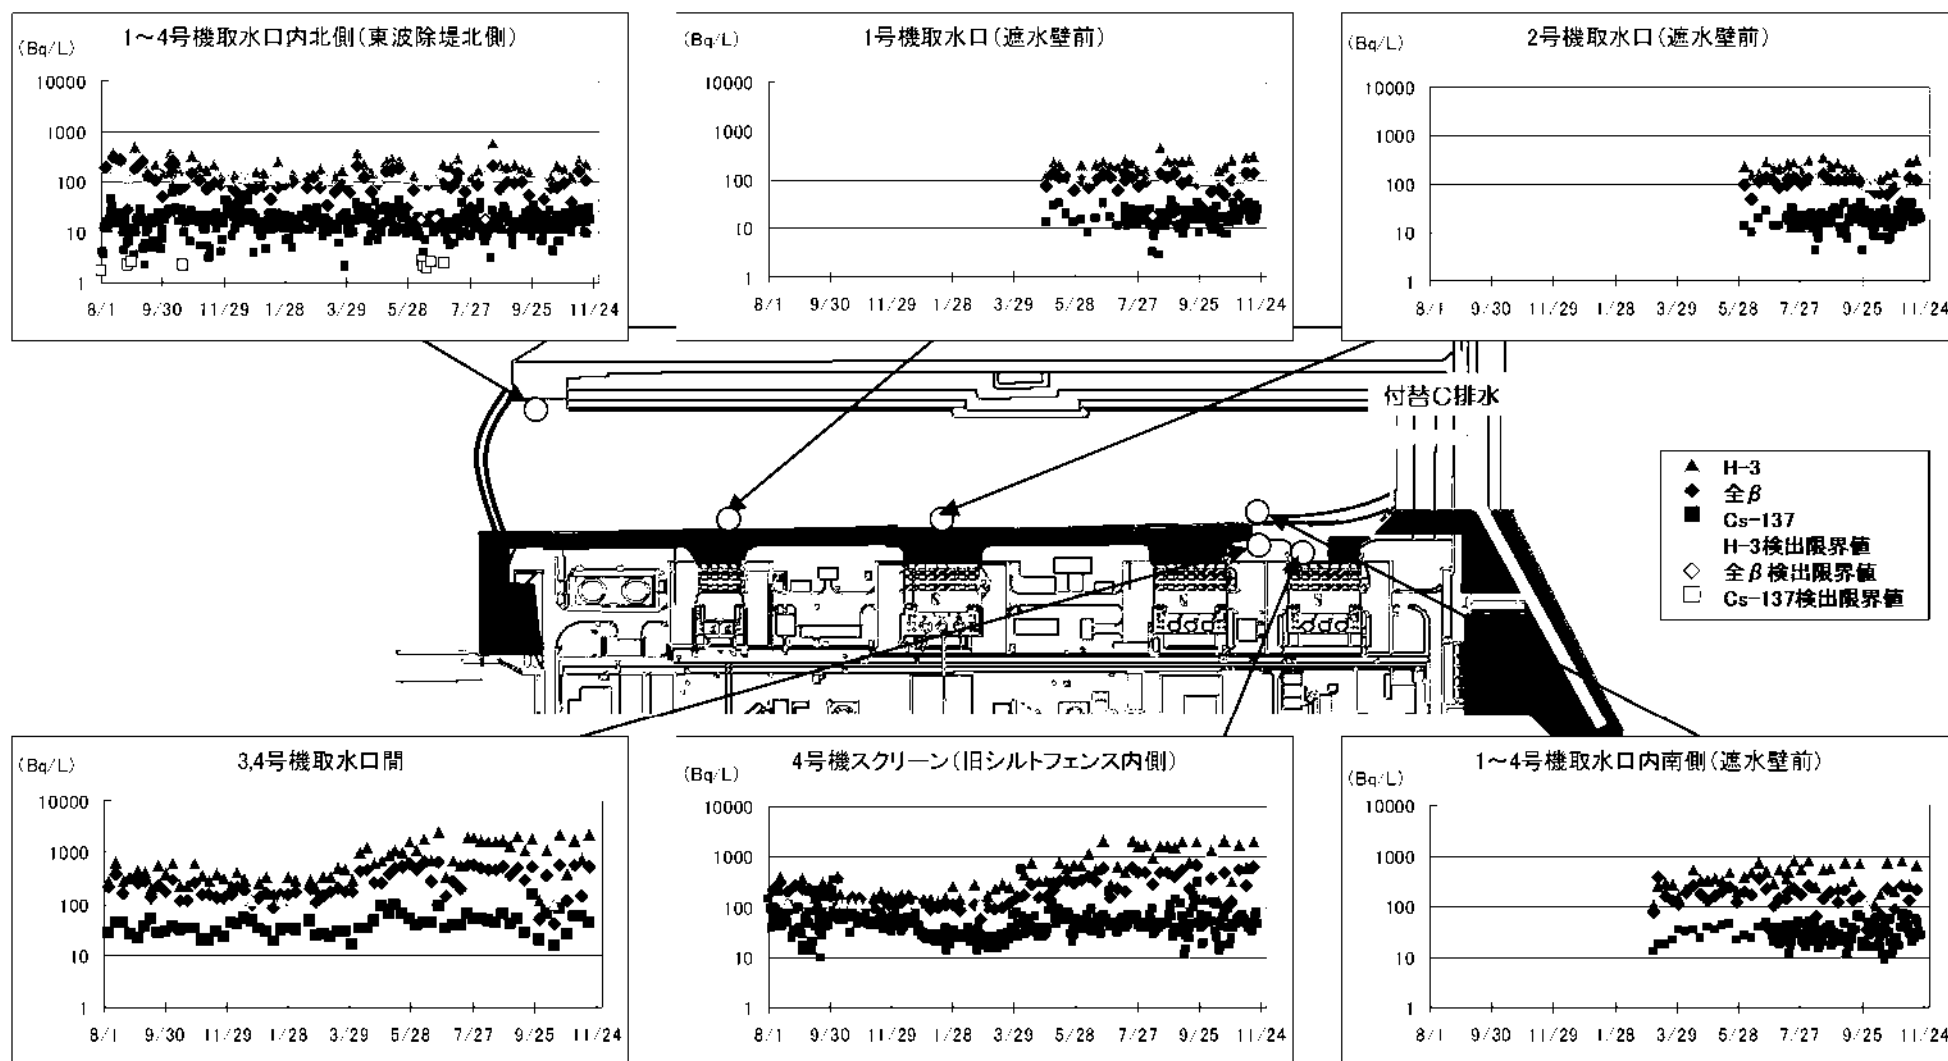 1～4号機取水口内北側(東波除堤北側)
(Bq/L)
10000
1000
100
10
1
8/1 9/30 11/29 1/28 3/29 5/28 7/27 9/25 11/24
1号機取水口(遮水壁前)
(Bq/L)
10000
1000
100
10
1
8/1 9/30 11/29 1/28 3/29 5/28 7/27 9/25 11/24
2号機取水口(遮水壁前)
(Bq/L)
10000
1000
100
10
1
8/1 9/30 11/29 1/28 3/29 5/28 7/27 9/25 11/24
付替C排水
H-3
全β
Cs-137
H-3検出限界値
全β検出限界値
Cs-137検出限界値
3,4号機取水口間
(Bq/L)
10000
1000
100
10
1
8/1 9/30 11/29 1/28 3/29 5/28 7/27 9/25 11/24
4号機スクリーン(旧シルトフェンス内側)
(Bq/L)
10000
1000
100
10
1
8/1 9/30 11/29 1/28 3/29 5/28 7/27 9/25 11/24
1～4号機取水口内南側(遮水壁前)
(Bq/L)
10000
1000
100
10
1
8/1 9/30 11/29 1/28 3/29 5/28 7/27 9/25 11/24